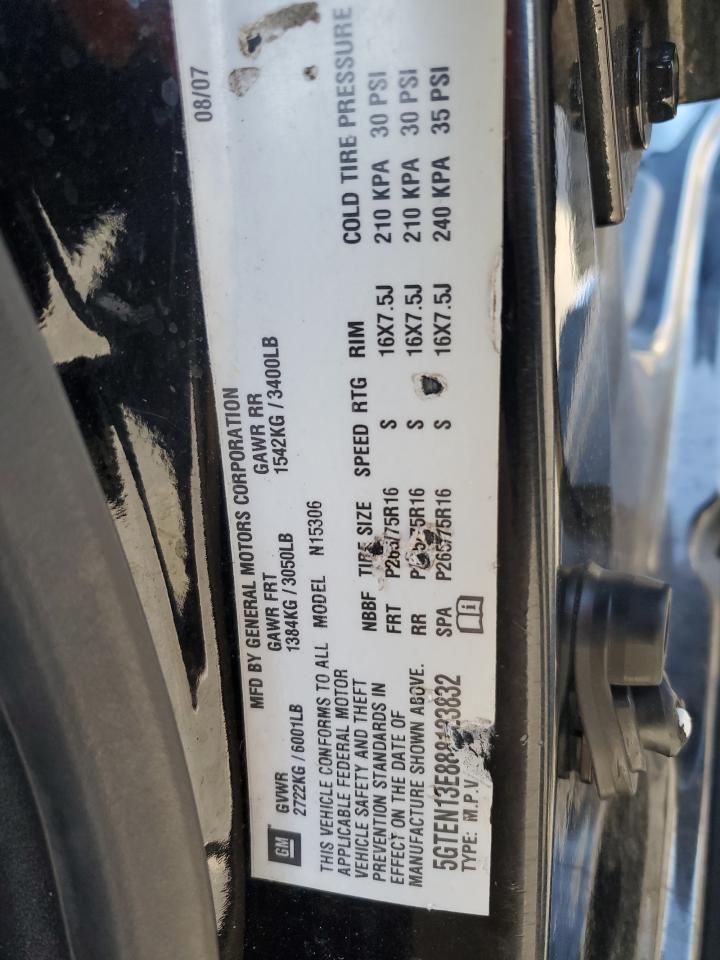 08/07
MFD BY GENERAL MOTORS CORPORATION
GM
GVWR GAWR FRT GAWR RR
2722KG / 6001LB 1384KG / 3050LB 1542KG / 3400LB
THIS VEHICLE CONFORMS TO ALL
APPLICABLE FEDERAL MOTOR
VEHICLE SAFETY AND THEFT
PREVENTION STANDARDS IN
EFFECT ON THE DATE OF
MANUFACTURE SHOWN ABOVE.
MODEL N15306
NBBF TIRE SIZE SPEED RTG RIM COLD TIRE PRESSURE
FRT P265/75R16 S 16X7.5J 210 KPA 30 PSI
RR S 16X7.5J 210 KPA 30 PSI
SPA P265/75R16 S 16X7.5J 240 KPA 35 PSI
5GTEN13E888133832
TYPE: M.P.V